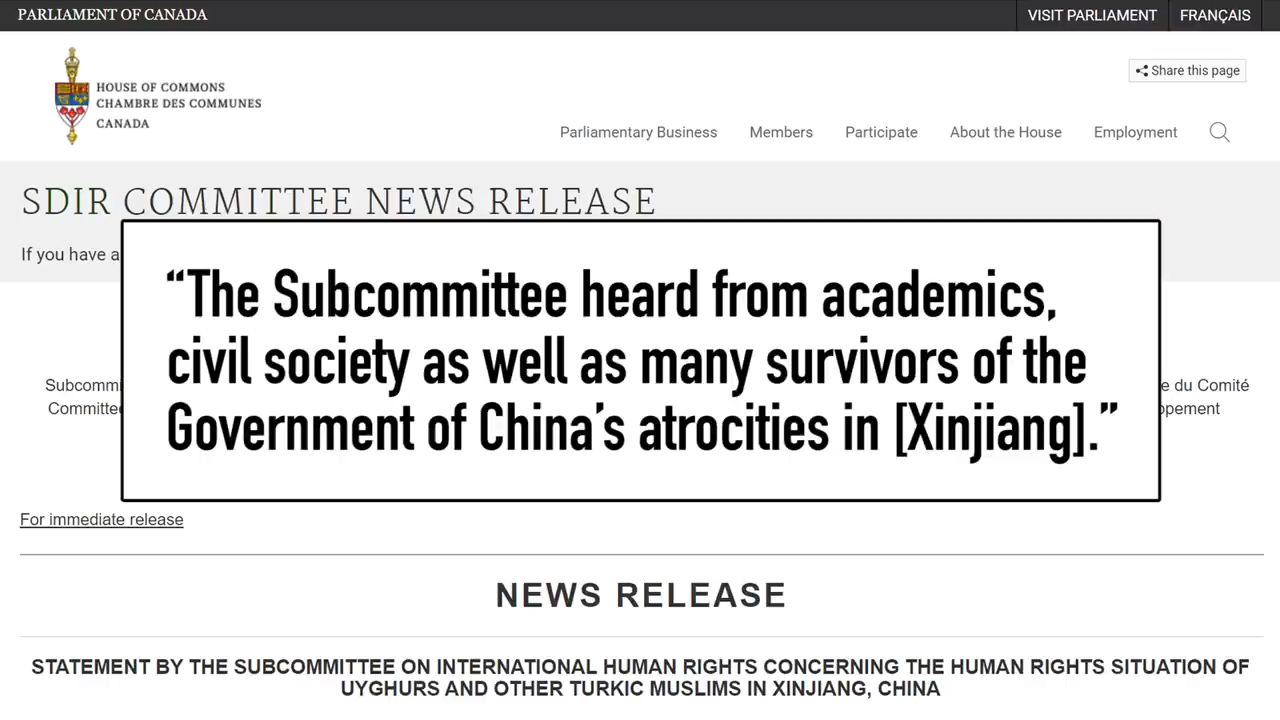 PARLIAMENT OF CANADA
VISIT PARLIAMENT
FRANÇAIS
Share this page
HOUSE OF COMMONS
CHAMBRE DES COMMUNES
CANADA
Parliamentary Business
Members
Participate
About the House
Employment
SDIR COMMITTEE NEWS RELEASE
If you have a
“The Subcommittee heard from academics,
civil society as well as many survivors of the
Government of China’s atrocities in [Xinjiang].”
e du Comité
For immediate release
NEWS RELEASE
STATEMENT BY THE SUBCOMMITTEE ON INTERNATIONAL HUMAN RIGHTS CONCERNING THE HUMAN RIGHTS SITUATION OF
UYGHURS AND OTHER TURKIC MUSLIMS IN XINJIANG, CHINA